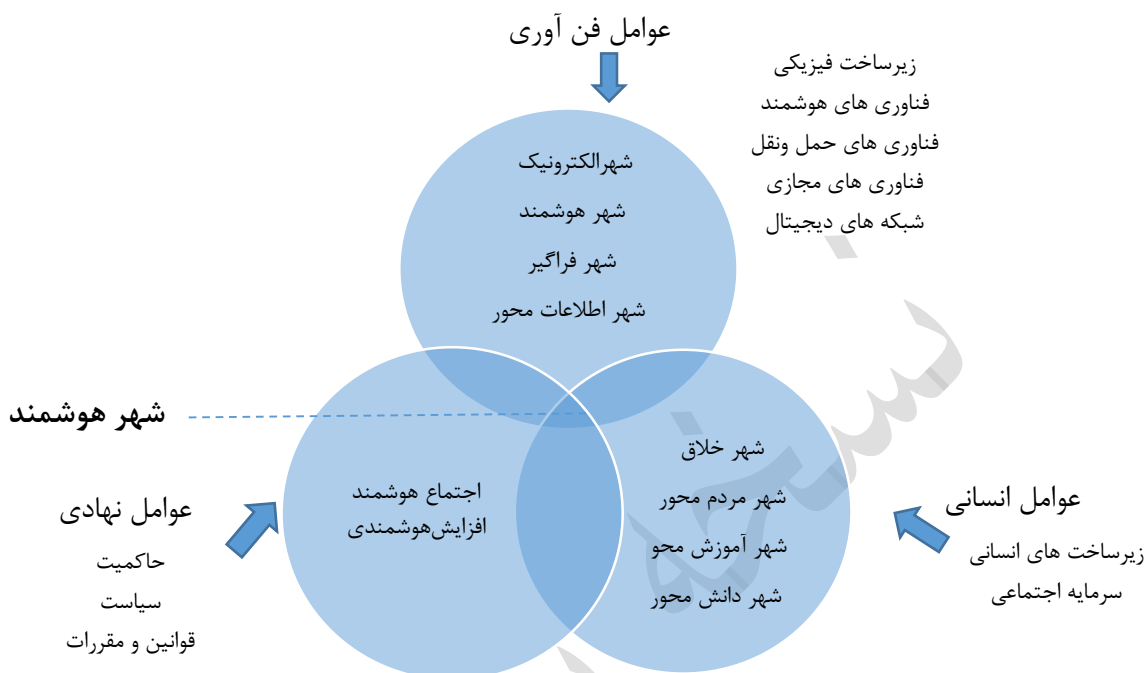 عوامل فن آوری
زیرساخت فیزیکی
فناوری های هوشمند
فناوری های حمل ونقل
فناوری های مجازی
شبکه های دیجیتال
شهرالکترونیک
شهر هوشمند
شهر فراگیر
شهر اطلاعات محور
شهر هوشمند
شهر خلاق
شهر مردم محور
شهر آموزش محو
شهر دانش محور
اجتماع هوشمند
افزایش‌هوشمندی
عوامل انسانی
زیرساخت های انسانی
سرمایه اجتماعی
عوامل نهادی
حاکمیت
سیاست
قوانین و مقررات
نسخه